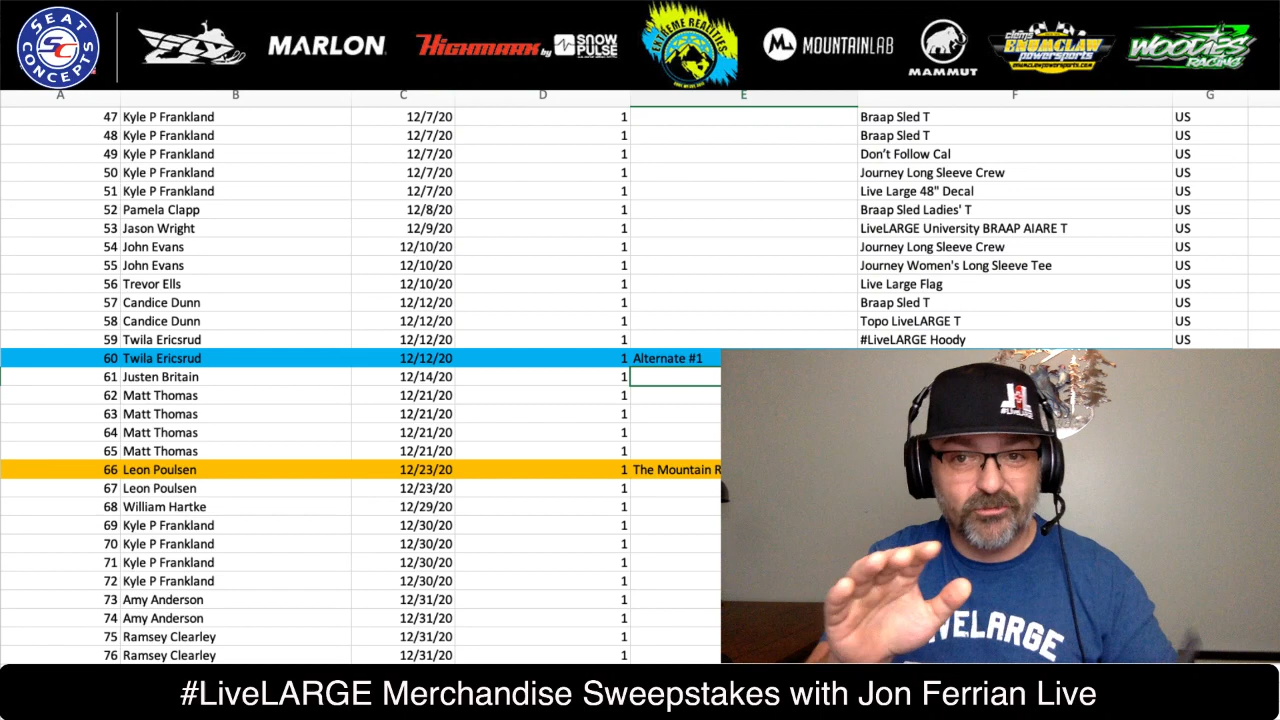 SEAT CONCEPTS SC
FLY
MARLON
HIGHMARK by SNOWPULSE
EXTREME REALITIES
MOUNTAINLAB
MAMMUT
clems ENUMCLAW powersports enumclawpowersports.com
WOODIES RACING
A B C D E F G
47 Kyle P Frankland 12/7/20 1 Braap Sled T US
48 Kyle P Frankland 12/7/20 1 Braap Sled T US
49 Kyle P Frankland 12/7/20 1 Don’t Follow Cal US
50 Kyle P Frankland 12/7/20 1 Journey Long Sleeve Crew US
51 Kyle P Frankland 12/7/20 1 Live Large 48" Decal US
52 Pamela Clapp 12/8/20 1 Braap Sled Ladies' T US
53 Jason Wright 12/9/20 1 LiveLARGE University BRAAP AIARE T US
54 John Evans 12/10/20 1 Journey Long Sleeve Crew US
55 John Evans 12/10/20 1 Journey Women's Long Sleeve Tee US
56 Trevor Ells 12/10/20 1 Live Large Flag US
57 Candice Dunn 12/12/20 1 Braap Sled T US
58 Candice Dunn 12/12/20 1 Topo LiveLARGE T US
59 Twila Ericsrud 12/12/20 1 #LiveLARGE Hoody US
60 Twila Ericsrud 12/12/20 1 Alternate #1
61 Justen Britain 12/14/20 1
62 Matt Thomas 12/21/20 1
63 Matt Thomas 12/21/20 1
64 Matt Thomas 12/21/20 1
65 Matt Thomas 12/21/20 1
66 Leon Poulsen 12/23/20 1 The Mountain R
67 Leon Poulsen 12/23/20 1
68 William Hartke 12/29/20 1
69 Kyle P Frankland 12/30/20 1
70 Kyle P Frankland 12/30/20 1
71 Kyle P Frankland 12/30/20 1
72 Kyle P Frankland 12/30/20 1
73 Amy Anderson 12/31/20 1
74 Amy Anderson 12/31/20 1
75 Ramsey Clearley 12/31/20 1
76 Ramsey Clearley 12/31/20 1
#LIVELARGE
VELARGE
#LiveLARGE Merchandise Sweepstakes with Jon Ferrian Live